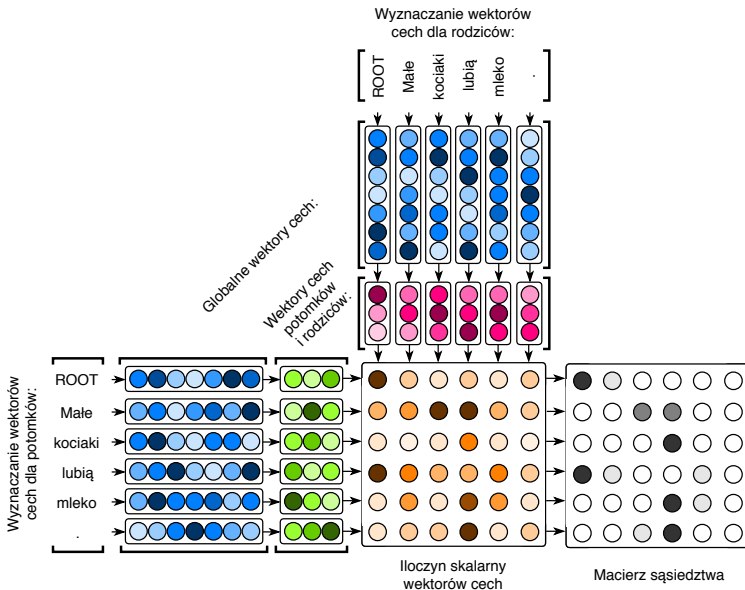 Wyznaczanie wektorów
cech dla rodziców:
ROOT
Małe
kociaki
lubią
mleko
.
Globalne wektory cech:
Wektory cech
potomków
i rodziców:
Wyznaczanie wektorów
cech dla potomków:
ROOT
Małe
kociaki
lubią
mleko
.
Iloczyn skalarny
wektorów cech
Macierz sąsiedztwa